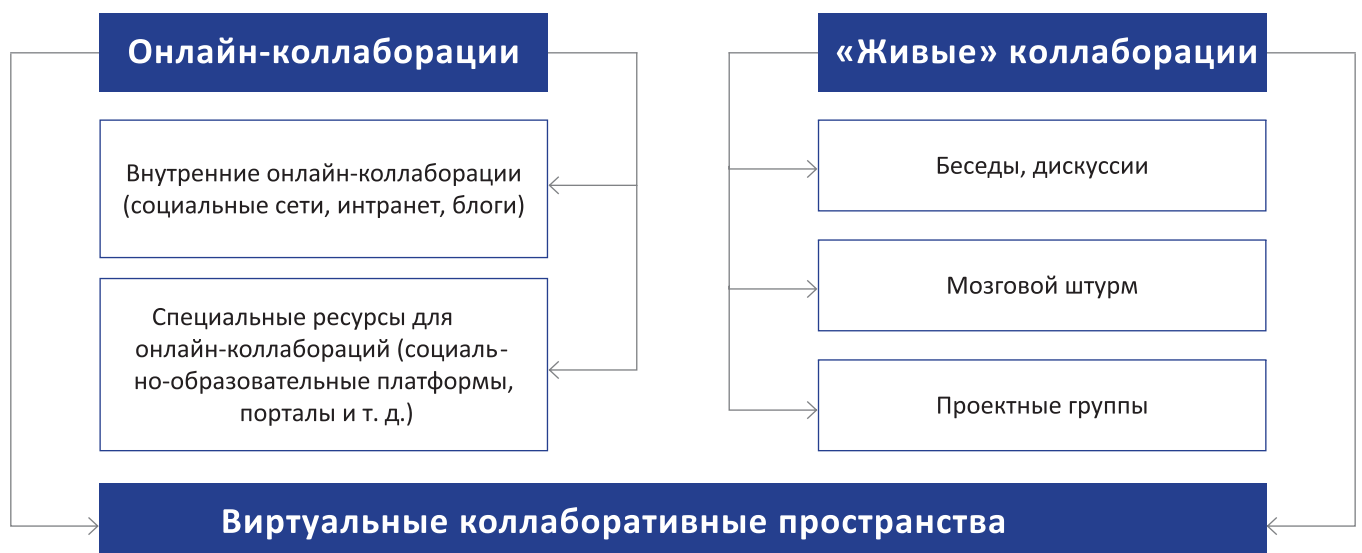 Онлайн-коллаборации
Внутренние онлайн-коллаборации
(социальные сети, интранет, блоги)
Специальные ресурсы для
онлайн-коллабораций (социаль-
но-образовательные платформы,
порталы и т. д.)
«Живые» коллаборации
Беседы, дискуссии
Мозговой штурм
Проектные группы
Виртуальные коллаборативные пространства